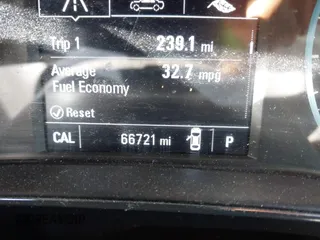 Trip 1 239.1 mi
Average 32.7 mpg
Fuel Economy
Reset
CAL 66721 mi P